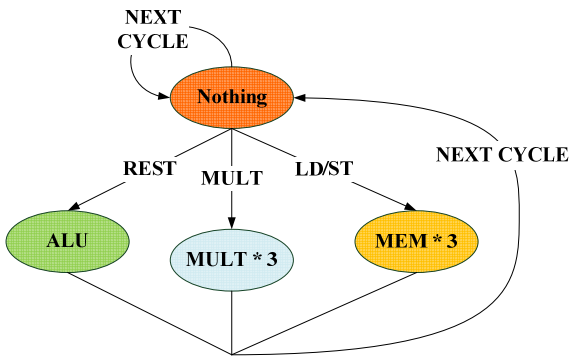 NEXT
CYCLE
Nothing
NEXT CYCLE
REST
MULT
LD/ST
ALU
MULT * 3
MEM * 3